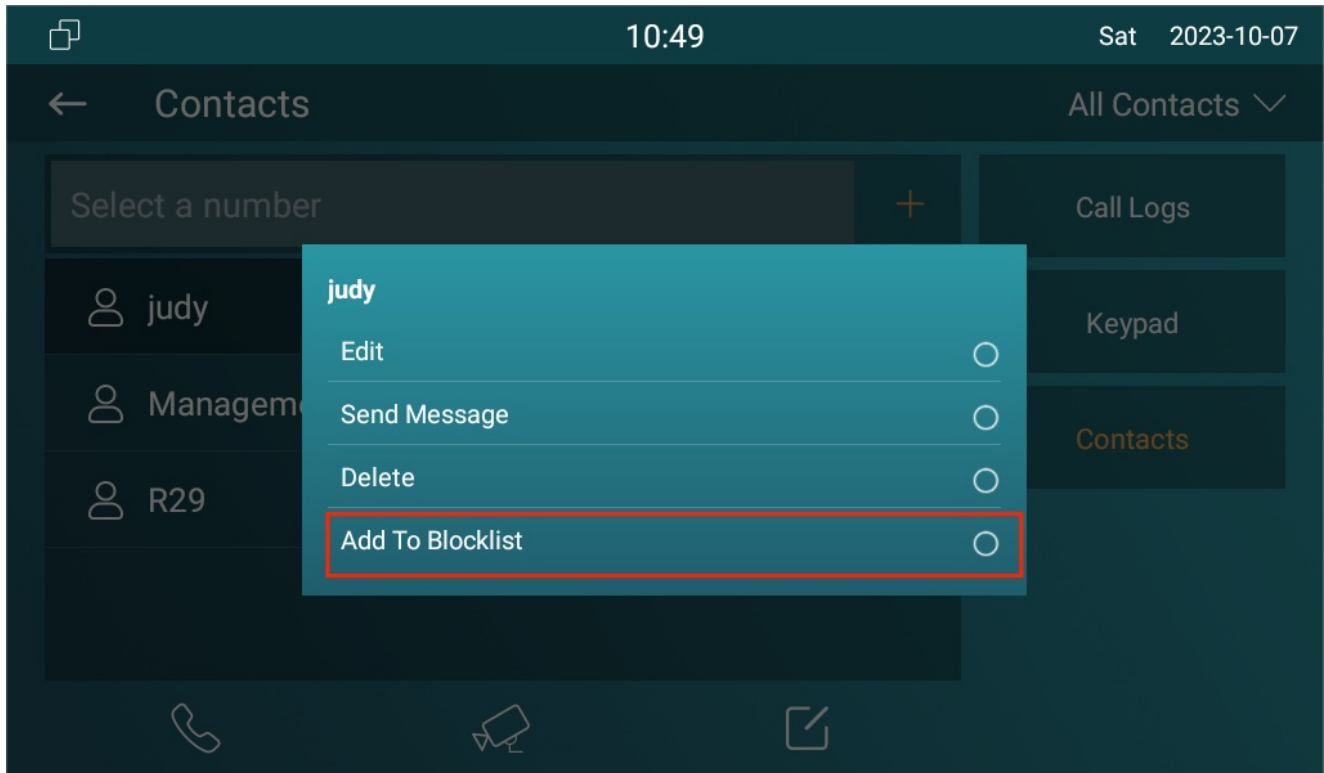 10:49
Sat 2023-10-07
Contacts
All Contacts
Select a number
+
Call Logs
judy
judy
Edit
Keypad
Managem
Send Message
Contacts
Delete
R29
Add To Blocklist